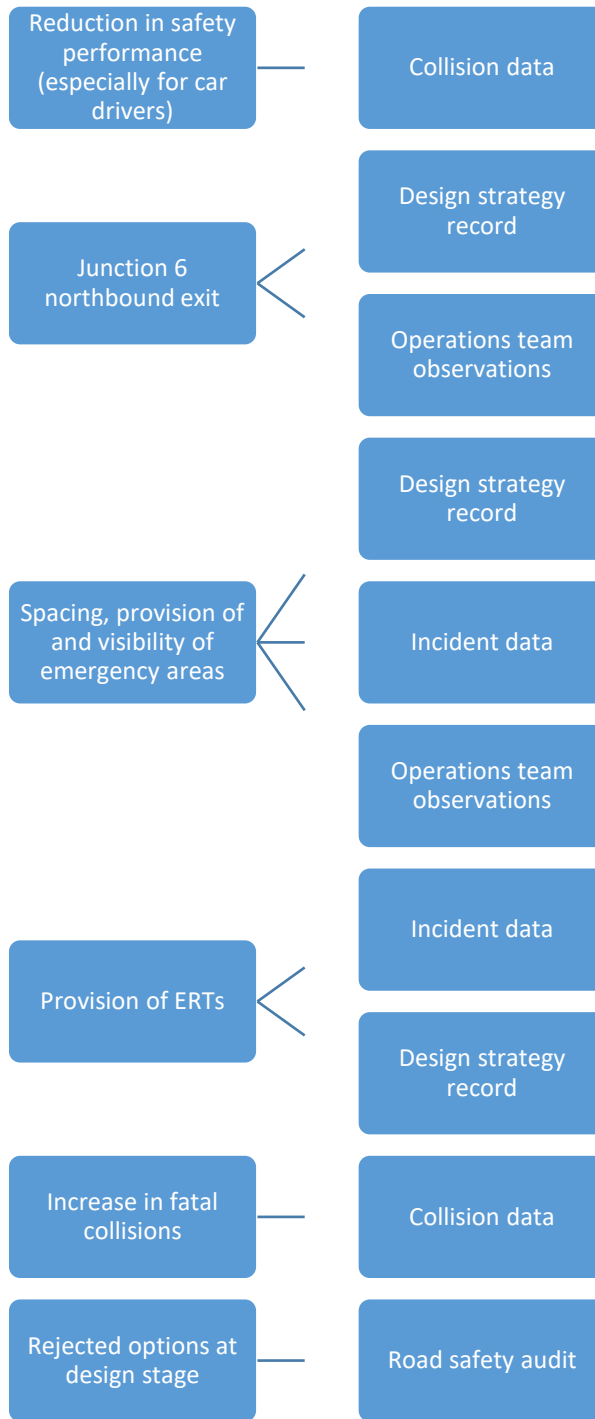 Reduction in safety
performance
(especially for car
drivers)
Collision data
Junction 6
northbound exit
Design strategy
record
Operations team
observations
Spacing, provision of
and visibility of
emergency areas
Design strategy
record
Incident data
Operations team
observations
Provision of ERTs
Incident data
Design strategy
record
Increase in fatal
collisions
Collision data
Rejected options at
design stage
Road safety audit